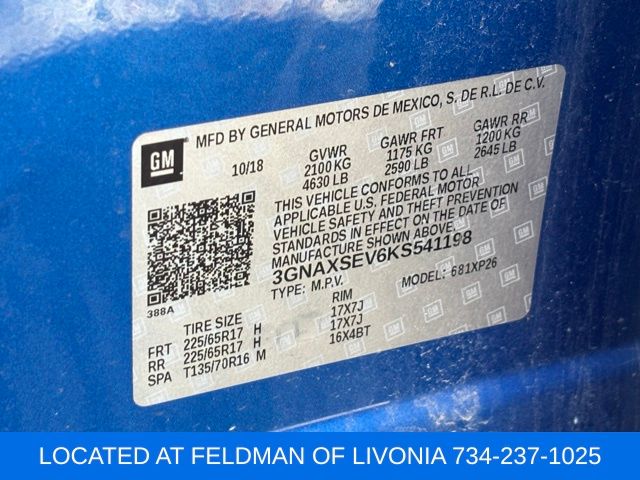 GM
MFD BY GENERAL MOTORS DE MEXICO, S. DE R.L. DE C.V.
10/18 GVWR GAWR FRT GAWR RR
2100 KG 1175 KG 1200 KG
4630 LB 2590 LB 2645 LB
THIS VEHICLE CONFORMS TO ALL
APPLICABLE U.S. FEDERAL MOTOR
VEHICLE SAFETY AND THEFT PREVENTION
STANDARDS IN EFFECT ON THE DATE OF
MANUFACTURE SHOWN ABOVE.
3GNAXSEV6KS541198
TYPE: M.P.V. MODEL: 681XP26
388A
TIRE SIZE RIM
FRT 225/65R17 H 17X7J
RR 225/65R17 H 17X7J
SPA T135/70R16 M 16X4BT
LOCATED AT FELDMAN OF LIVONIA 734-237-1025